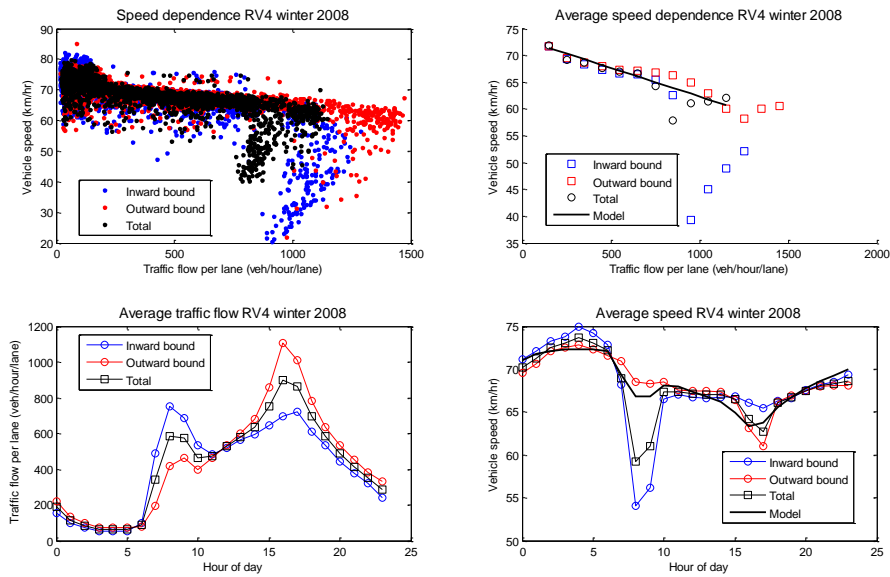 Speed dependence RV4 winter 2008
Vehicle speed (km/hr)
90
80
70
60
50
40
30
20
Inward bound
Outward bound
Total
0 500 1000 1500
Traffic flow per lane (veh/hour/lane)
Average speed dependence RV4 winter 2008
Vehicle speed (km/hr)
75
70
65
60
55
50
45
40
35
Inward bound
Outward bound
Total
Model
0 500 1000 1500 2000
Traffic flow per lane (veh/hour/lane)
Average traffic flow RV4 winter 2008
Traffic flow per lane (veh/hour/lane)
1200
1000
800
600
400
200
0
Inward bound
Outward bound
Total
0 5 10 15 20 25
Hour of day
Average speed RV4 winter 2008
Vehicle speed (km/hr)
75
70
65
60
55
50
Inward bound
Outward bound
Total
Model
0 5 10 15 20 25
Hour of day